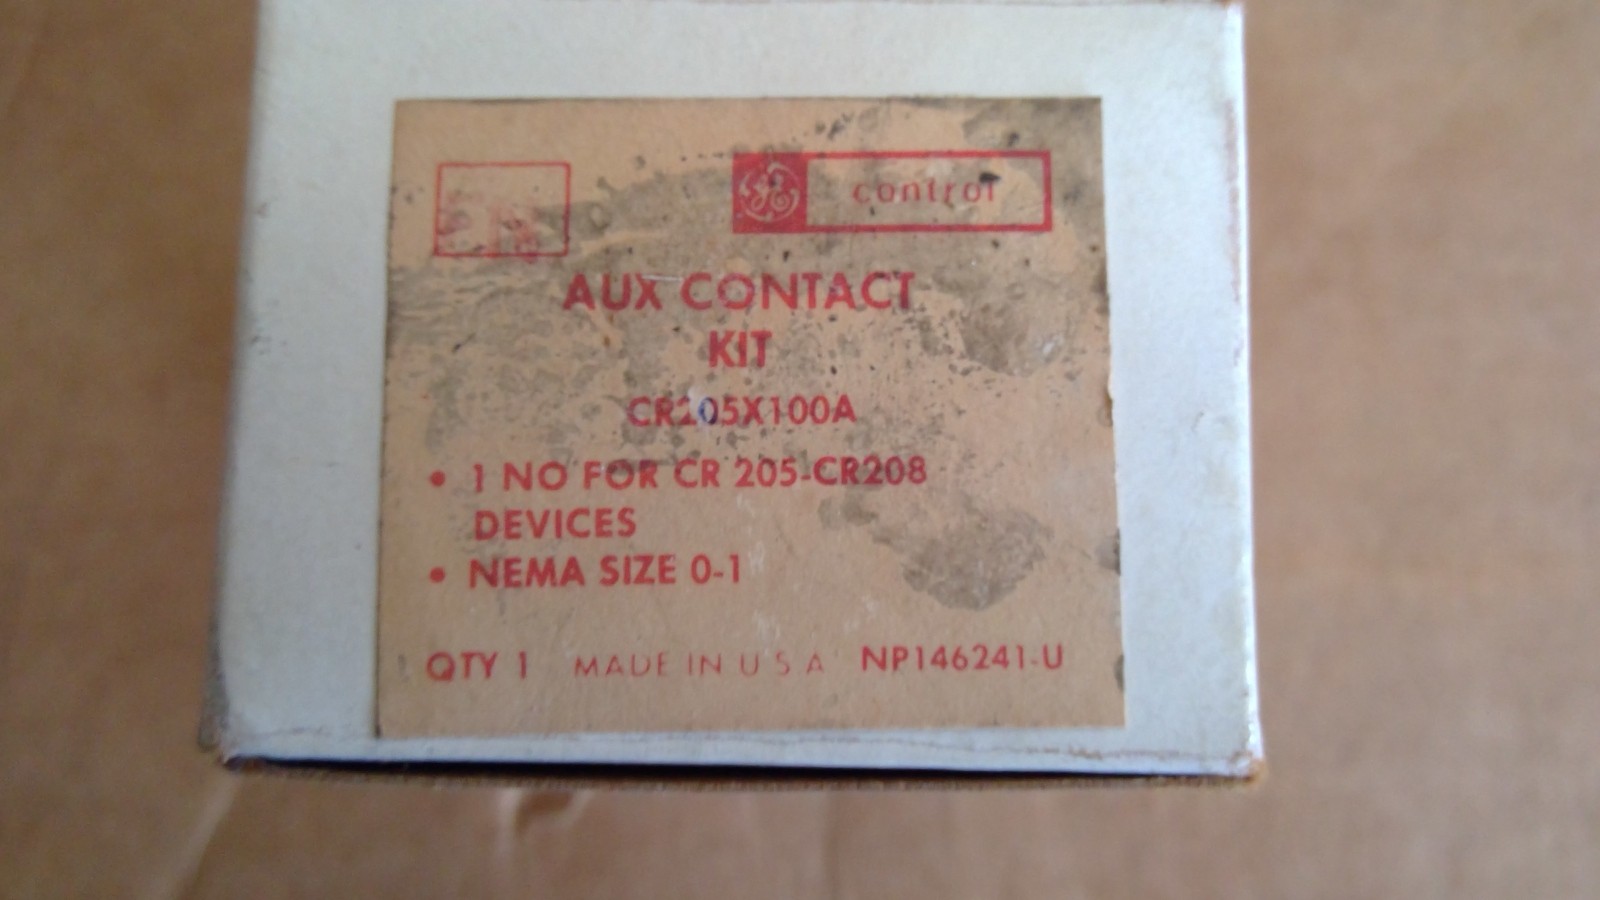 GE control
AUX CONTACT
KIT
CR205X100A
• 1 NO FOR CR 205-CR208
DEVICES
• NEMA SIZE 0-1
QTY 1 MADE IN U S A NP146241-U